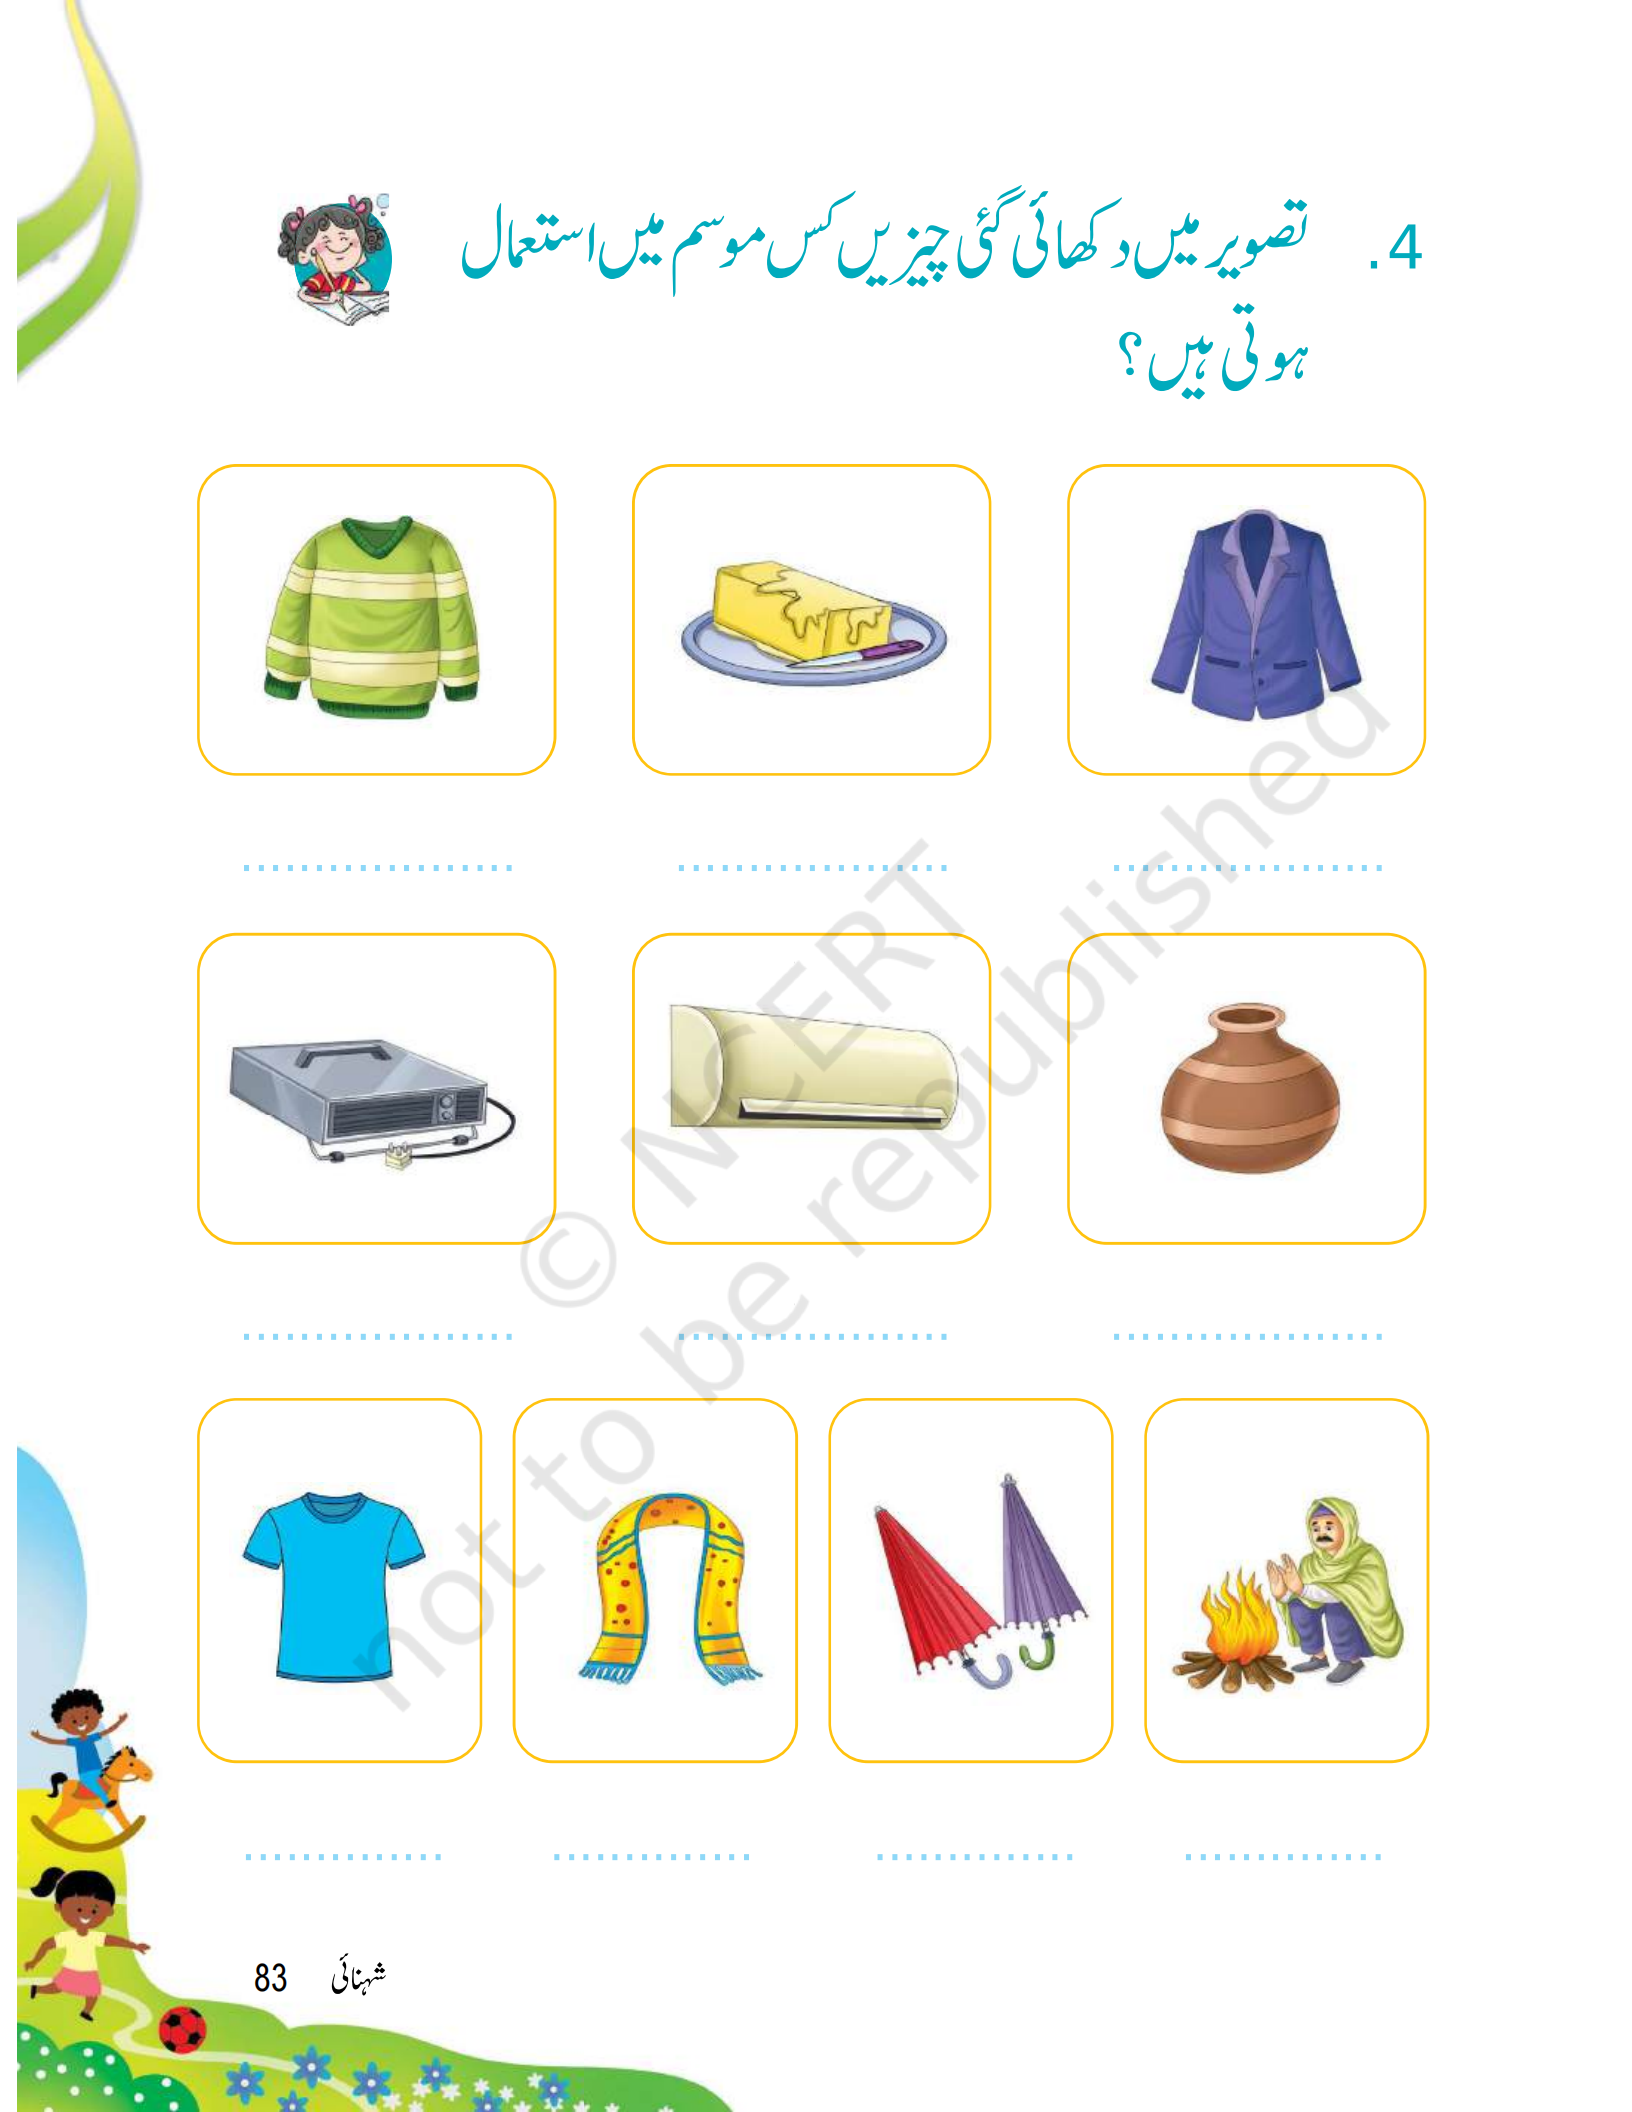 4. تصویر میں دکھائی گئی چیزیں کس موسم میں استعمال
ہوتی ہیں؟
© NCERT
not to be republished
83 شہنائی